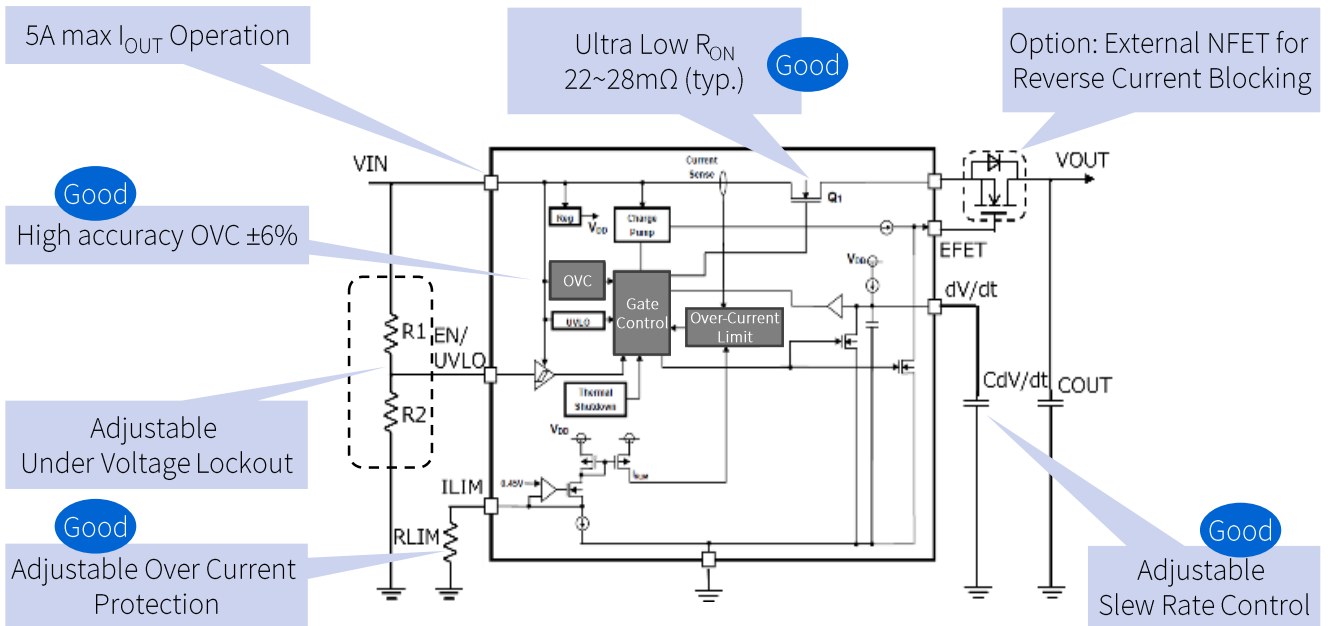 5A max IOUT Operation
Ultra Low RON
22~28mΩ (typ.)
Good
Option: External NFET for
Reverse Current Blocking
VIN
Current
Sense
VOUT
Good
High accuracy OVC ±6%
Reg
VDD
Charge
Pump
Q1
EFET
OVC
Gate
Control
VDD
dV/dt
UVLO
Over-Current
Limit
R1
EN/
UVLO
R2
Thermal
Shutdown
CdV/dt
COUT
Adjustable
Under Voltage Lockout
VDD
ILIM
0.45V
Good
RLIM
Adjustable Over Current
Protection
Good
Adjustable
Slew Rate Control